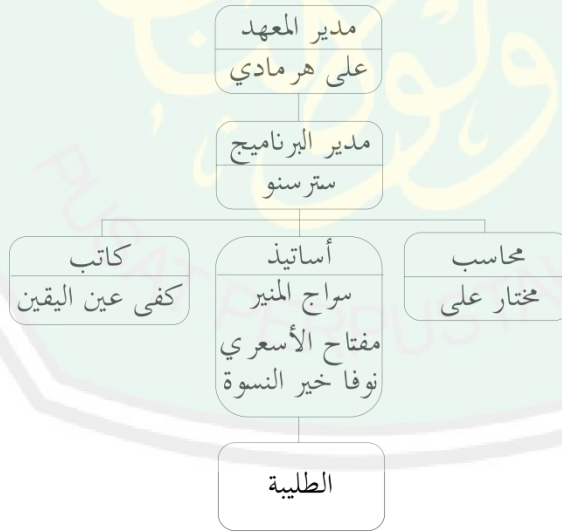 مدير المعهد
على هرمادي
مدير البرناميج
سترسنو
محاسب
مختار على
أساتيذ
سراج المنير
مفتاح الأسعري
نوفا خير النسوة
كاتب
كفى عين اليقين
الطليبة